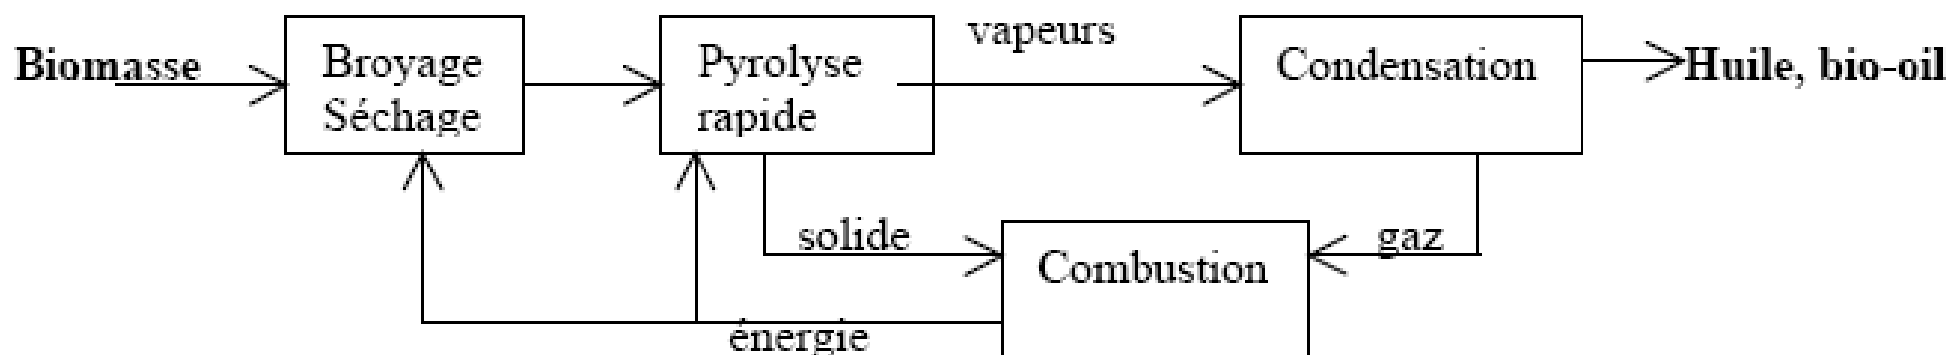 Biomasse
Broyage
Séchage
Pyrolyse
rapide
vapeurs
Condensation
Huile, bio-oil
solide
Combustion
gaz
énergie